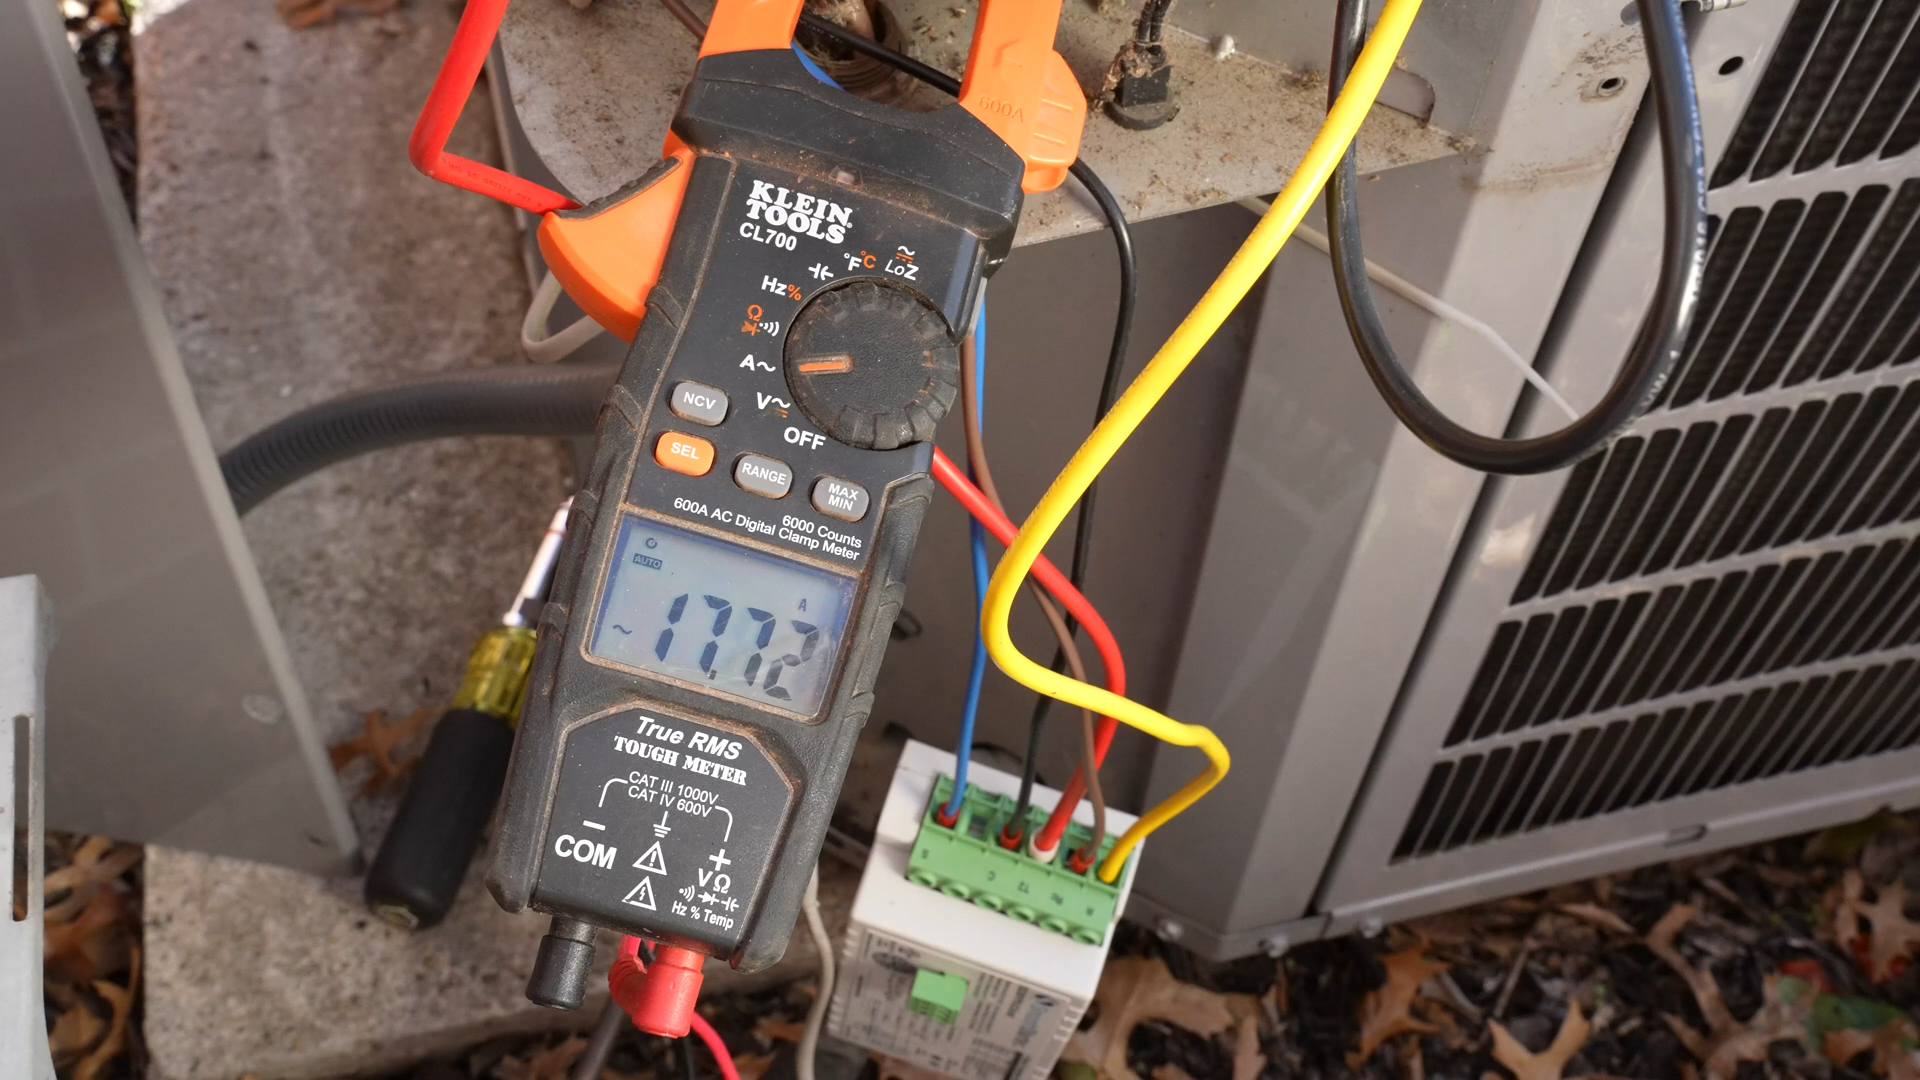 600A
KLEIN
TOOLS®
CL700
°F°C
LoZ
Hz%
Ω
A~
V~
OFF
NCV
SEL
RANGE
MAX
MIN
6000 Counts
600A AC Digital Clamp Meter
AUTO
A
~ 17.72
True RMS
TOUGH METER
CAT III 1000V
CAT IV 600V
–
+
COM
VΩ
Hz % Temp
T2 C